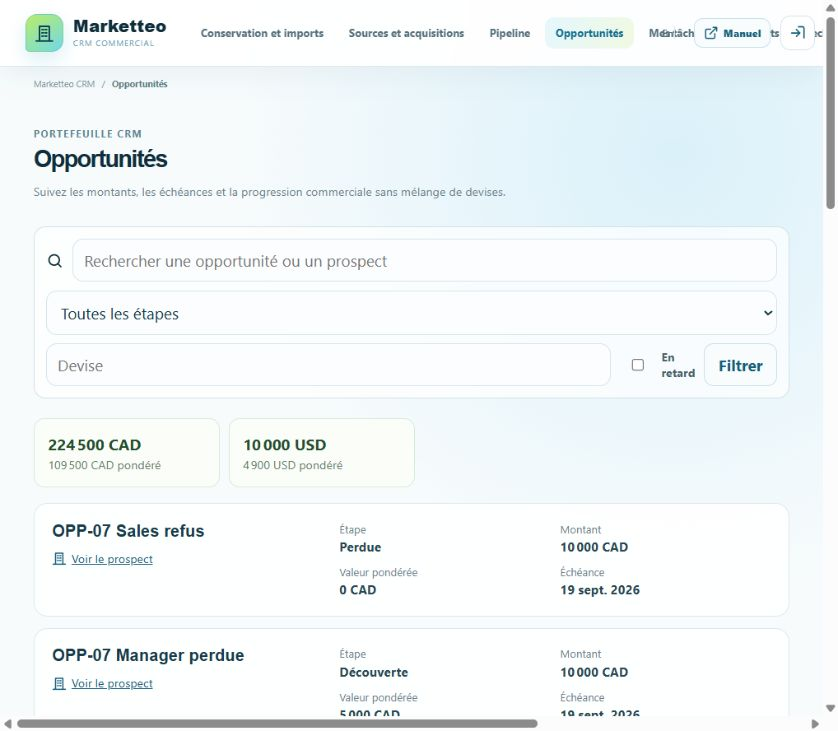 Marketteo
CRM COMMERCIAL
Conservation et imports
Sources et acquisitions
Pipeline
Opportunités
Manuel
Marketteo CRM / Opportunités
PORTEFEUILLE CRM
Opportunités
Suivez les montants, les échéances et la progression commerciale sans mélange de devises.
Rechercher une opportunité ou un prospect
Toutes les étapes
Devise
En
retard
Filtrer
224 500 CAD
109 500 CAD pondéré
10 000 USD
4 900 USD pondéré
OPP-07 Sales refus
Voir le prospect
Étape
Perdue
Montant
10 000 CAD
Valeur pondérée
0 CAD
Échéance
19 sept. 2026
OPP-07 Manager perdue
Voir le prospect
Étape
Découverte
Montant
10 000 CAD
Valeur pondérée
5 000 CAD
Échéance
19 sept. 2026